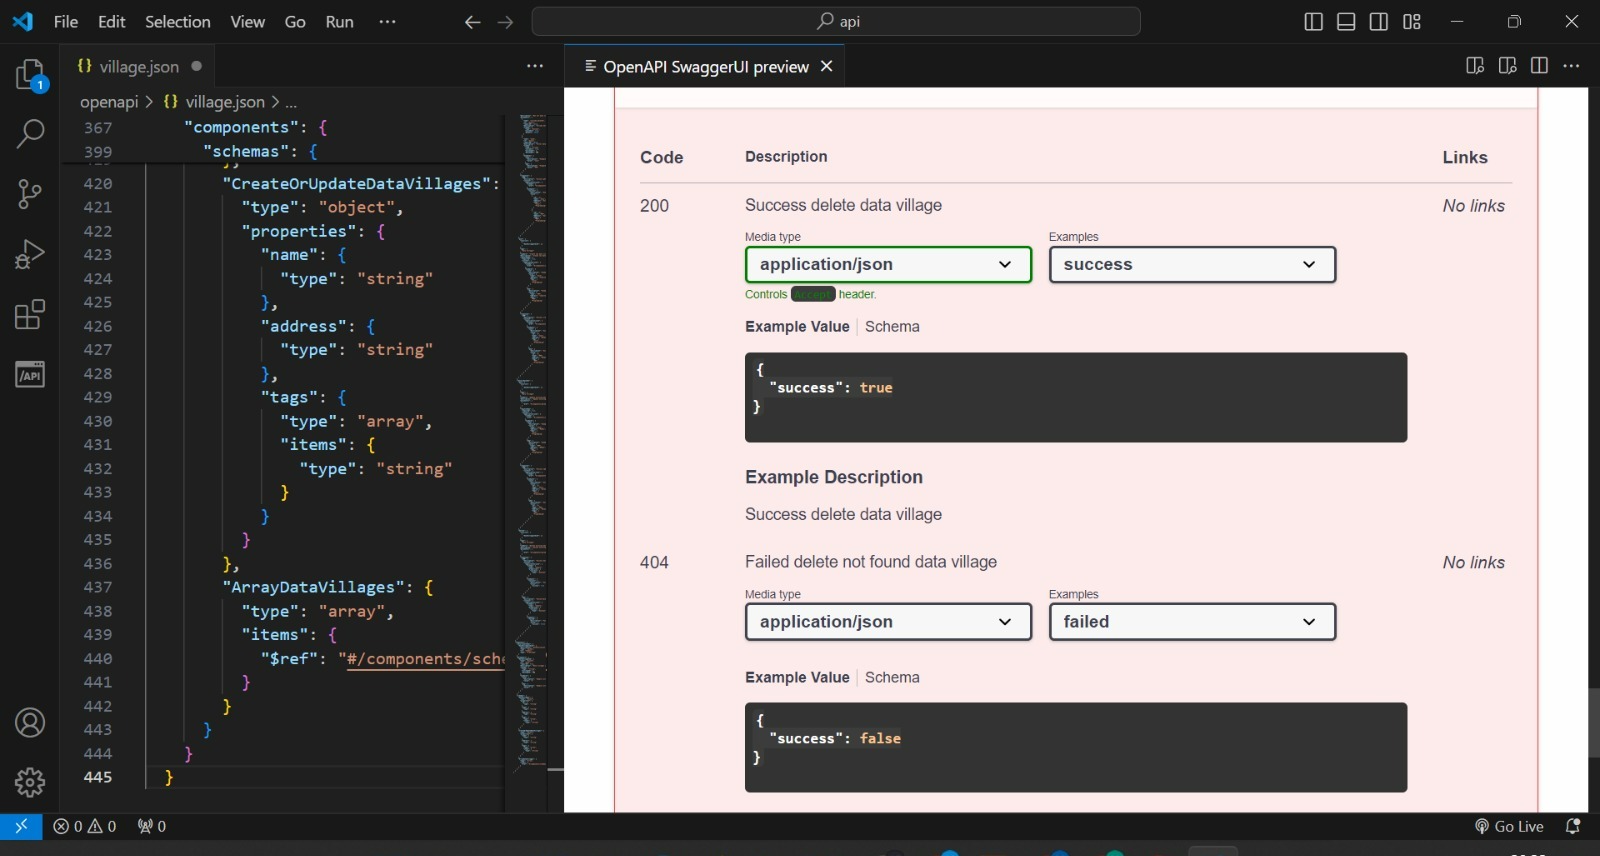 File Edit Selection View Go Run ···
api
{} village.json
OpenAPI SwaggerUI preview
openapi > {} village.json > ...
367 "components": {
399 "schemas": {
420 "CreateOrUpdateDataVillages":
421 "type": "object",
422 "properties": {
423 "name": {
424 "type": "string"
425 },
426 "address": {
427 "type": "string"
428 },
429 "tags": {
430 "type": "array",
431 "items": {
432 "type": "string"
433 }
434 }
435 }
436 },
437 "ArrayDataVillages": {
438 "type": "array",
439 "items": {
440 "$ref": "#/components/sche
441 }
442 }
443 }
444 }
445 }
1
/API
Code Description Links
200 Success delete data village No links
Media type Examples
application/json success
Controls Accept header.
Example Value Schema
{
"success": true
}
Example Description
Success delete data village
404 Failed delete not found data village No links
Media type Examples
application/json failed
Example Value Schema
{
"success": false
}
0 0 0 Go Live